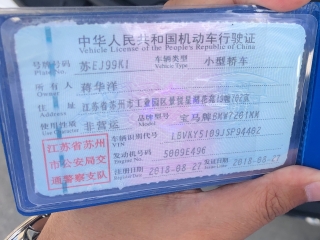 中华人民共和国机动车行驶证
Vehicle License of the People's Republic of China
号牌号码 苏EJ99K1 车辆类型 小型轿车
Plate No. Vehicle Type
所有人 蒋华洋
Owner
住址 江苏省苏州市工业园区
Address
使用性质 非营运 品牌型号 宝马牌BMW7201MM
Use Character Model
车辆识别代号 LBVKY5109JSP94402
VIN
发动机号码 5009E496
Engine No.
注册日期 2018-08-27 发证日期 2018-08-27
Register Date Issue Date
江苏省苏州
市公安局交
通警察支队